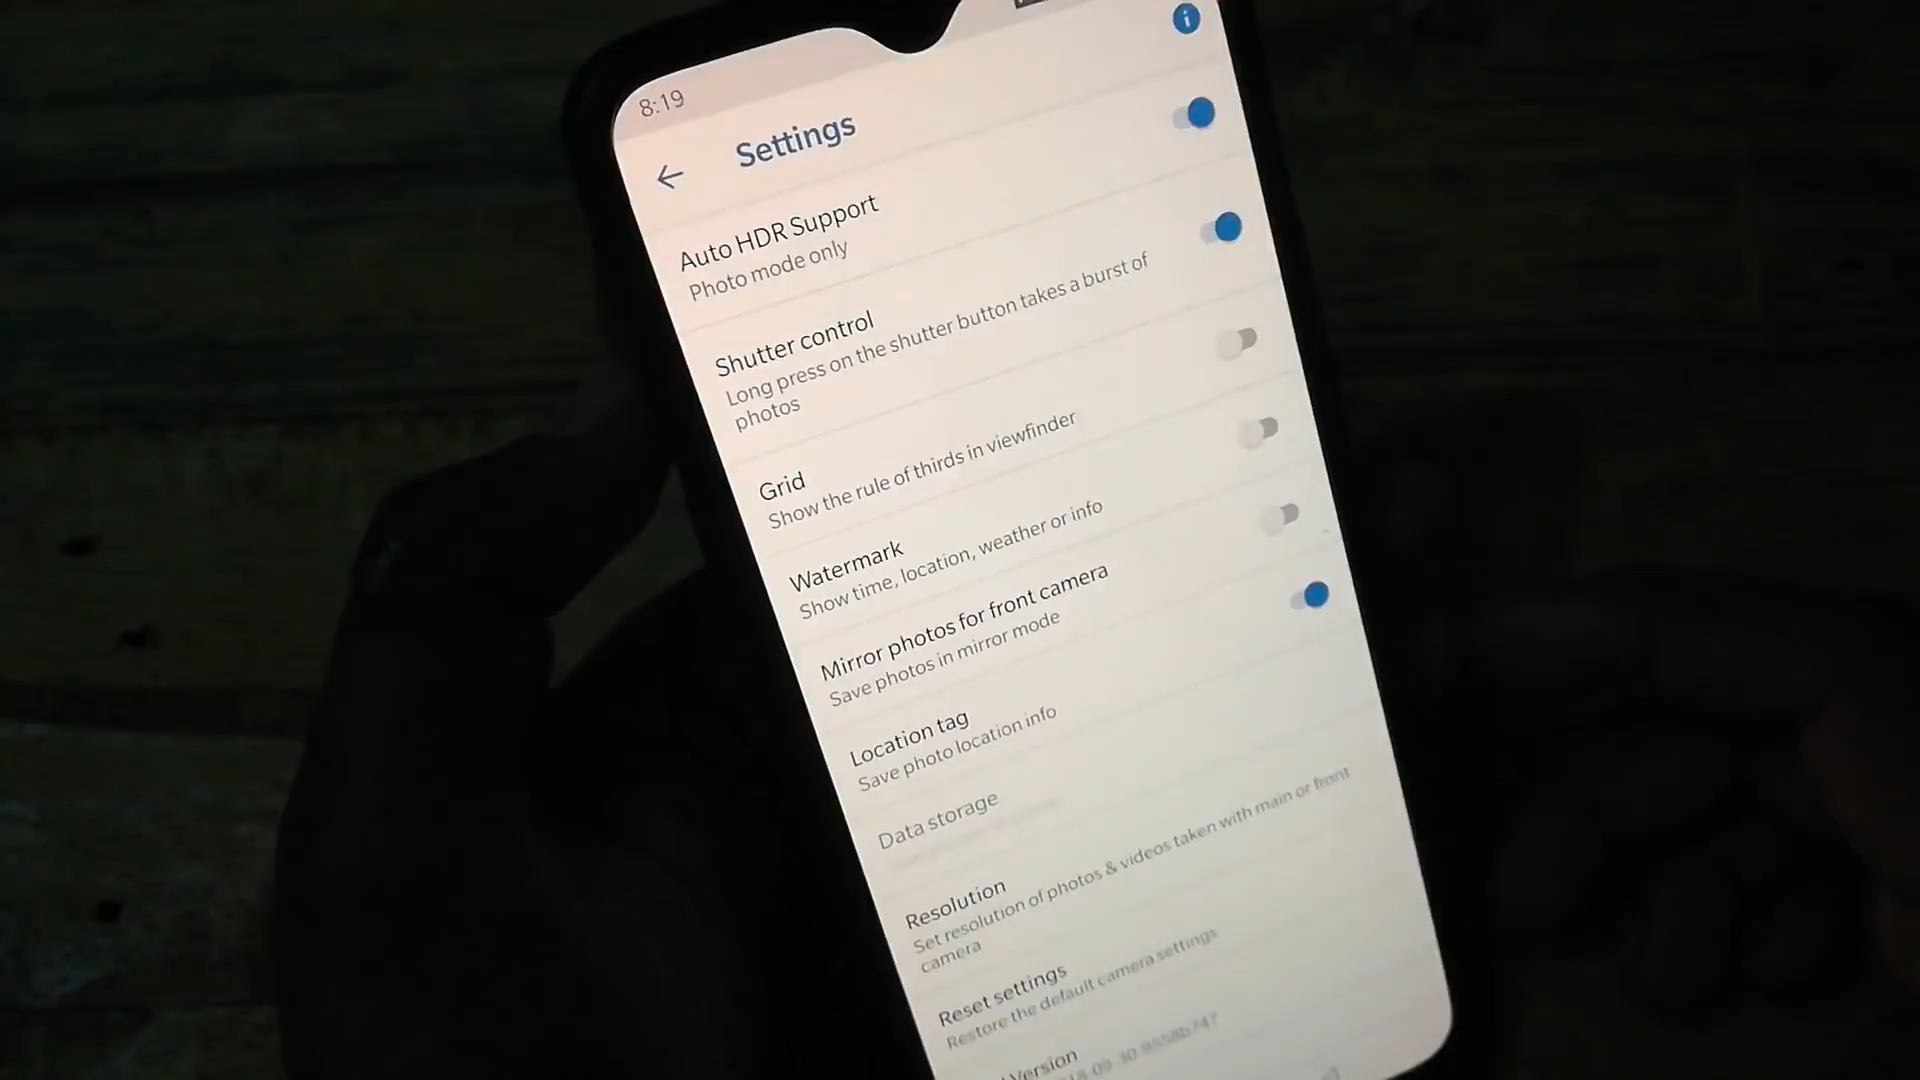 8:19
Settings
Auto HDR Support
Photo mode only
Shutter control
Long press on the shutter button takes a burst of
photos
Grid
Show the rule of thirds in viewfinder
Watermark
Show time, location, weather or info
Mirror photos for front camera
Save photos in mirror mode
Location tag
Save photo location info
Data storage
Resolution
Set resolution of photos & videos taken with main or front
camera
Reset settings
Restore the default camera settings
Version